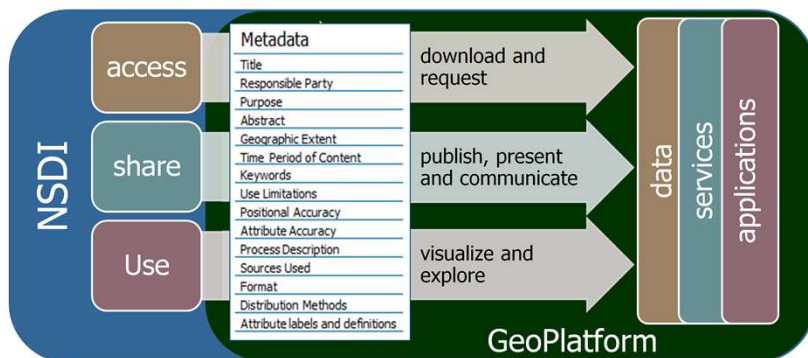 NSDI
access
share
Use
Metadata
Title
Responsible Party
Purpose
Abstract
Geographic Extent
Time Period of Content
Keywords
Use Limitations
Positional Accuracy
Attribute Accuracy
Process Description
Sources Used
Format
Distribution Methods
Attribute labels and definitions
download and
request
publish, present
and communicate
visualize and
explore
data
services
applications
GeoPlatform